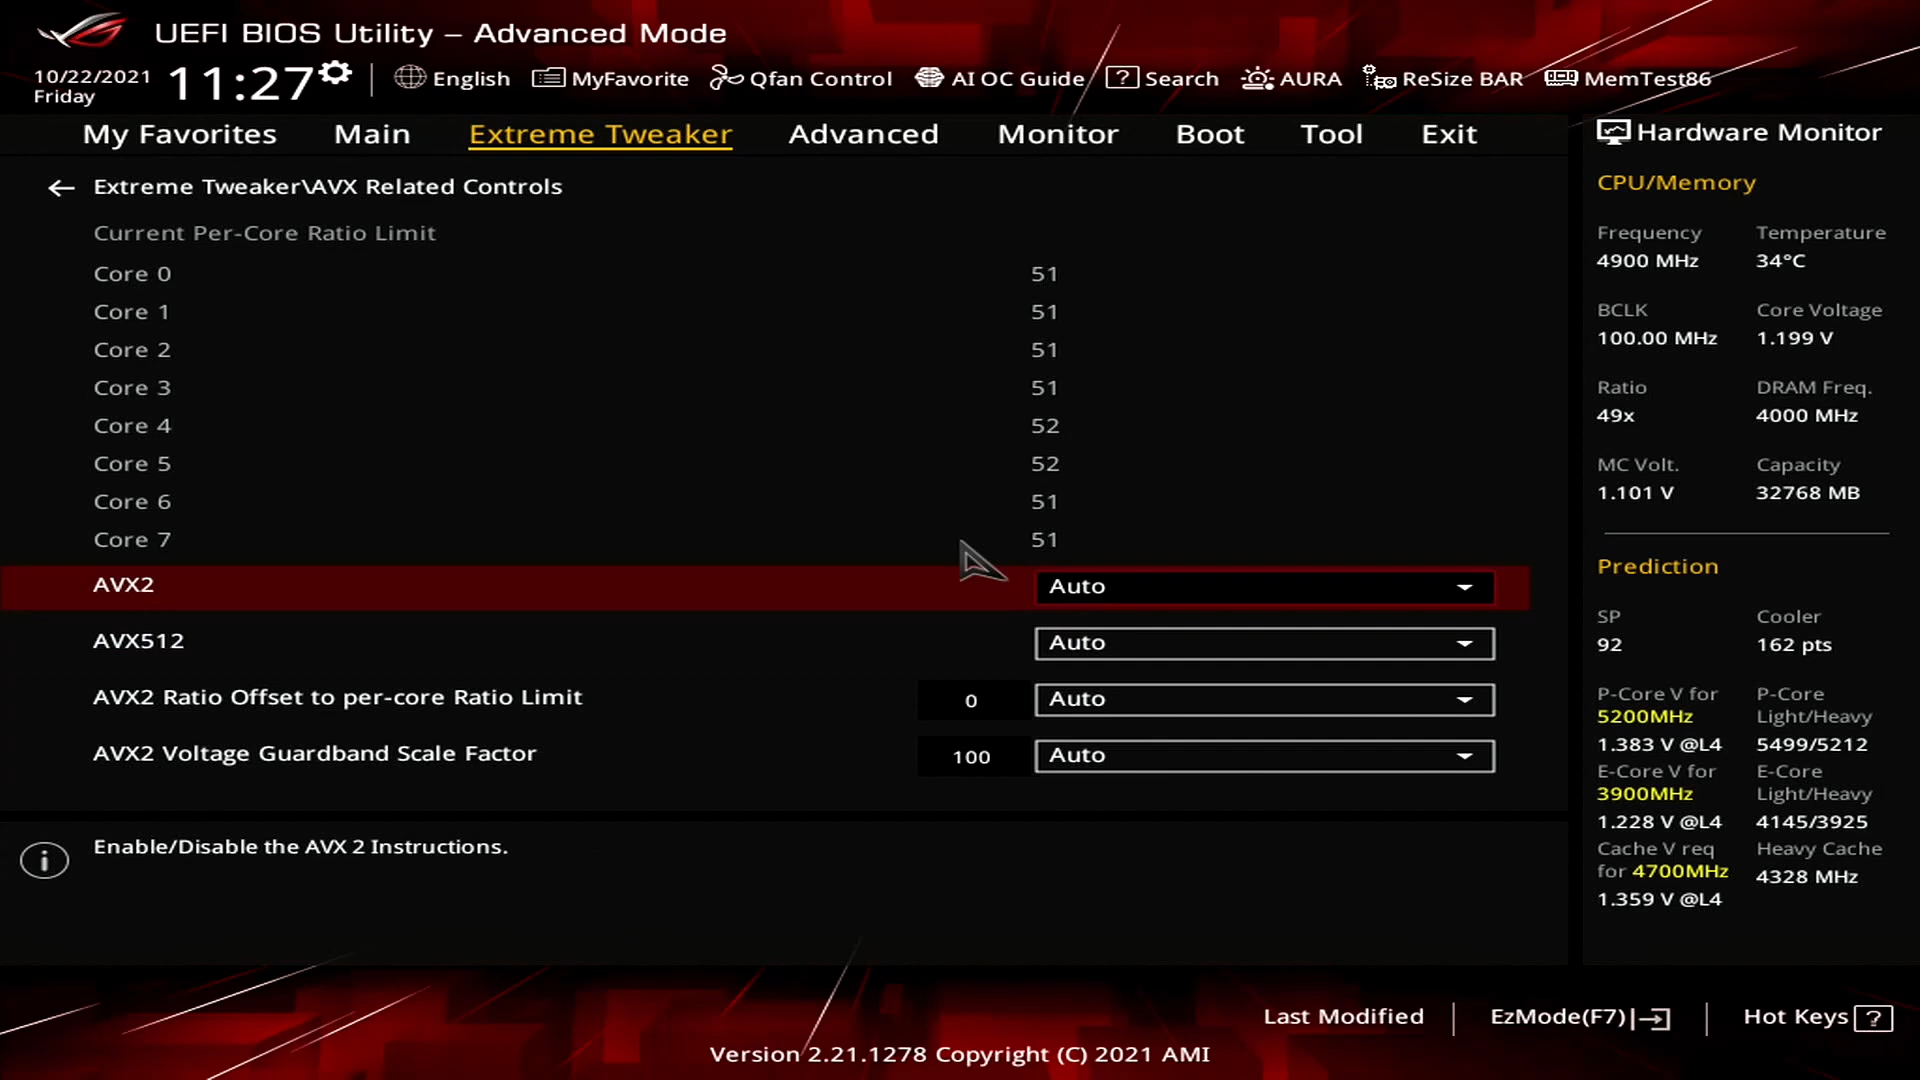 UEFI BIOS Utility – Advanced Mode
10/22/2021
Friday
11:27
English
MyFavorite
Qfan Control
AI OC Guide
? Search
AURA
ReSize BAR
MemTest86
My Favorites
Main
Extreme Tweaker
Advanced
Monitor
Boot
Tool
Exit
Extreme Tweaker\AVX Related Controls
Current Per-Core Ratio Limit
Core 0 51
Core 1 51
Core 2 51
Core 3 51
Core 4 52
Core 5 52
Core 6 51
Core 7 51
AVX2 Auto
AVX512 Auto
AVX2 Ratio Offset to per-core Ratio Limit 0 Auto
AVX2 Voltage Guardband Scale Factor 100 Auto
i Enable/Disable the AVX 2 Instructions.
Hardware Monitor
CPU/Memory
Frequency Temperature
4900 MHz 34°C
BCLK Core Voltage
100.00 MHz 1.199 V
Ratio DRAM Freq.
49x 4000 MHz
MC Volt. Capacity
1.101 V 32768 MB
Prediction
SP Cooler
92 162 pts
P-Core V for P-Core
5200MHz Light/Heavy
1.383 V @L4 5499/5212
E-Core V for E-Core
3900MHz Light/Heavy
1.228 V @L4 4145/3925
Cache V req Heavy Cache
for 4700MHz 4328 MHz
1.359 V @L4
Last Modified
EzMode(F7)
Hot Keys ?
Version 2.21.1278 Copyright (C) 2021 AMI